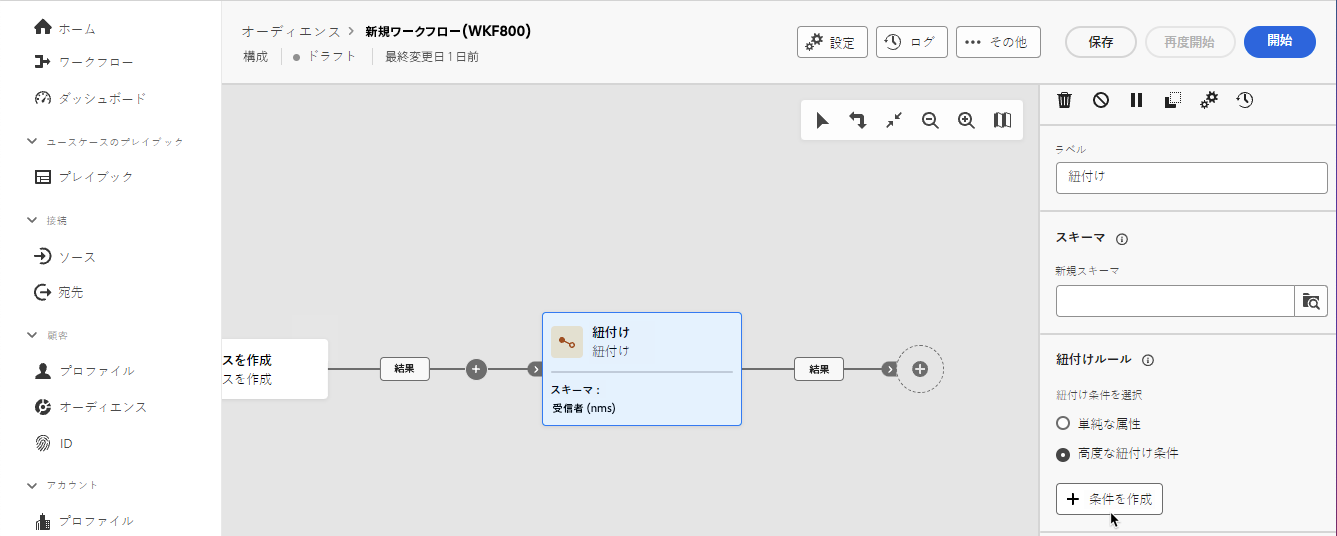 ホーム
ワークフロー
ダッシュボード
ユースケースのプレイブック
プレイブック
接続
ソース
宛先
顧客
プロファイル
オーディエンス
ID
アカウント
プロファイル
オーディエンス > 新規ワークフロー(WKF800)
構成 ドラフト 最終変更日1日前
設定
ログ
その他
保存
再度開始
開始
スを作成
スを作成
結果
紐付け
紐付け
スキーマ：
受信者 (nms)
結果
ラベル
紐付け
スキーマ
新規スキーマ
紐付けルール
紐付け条件を選択
単純な属性
高度な紐付け条件
条件を作成